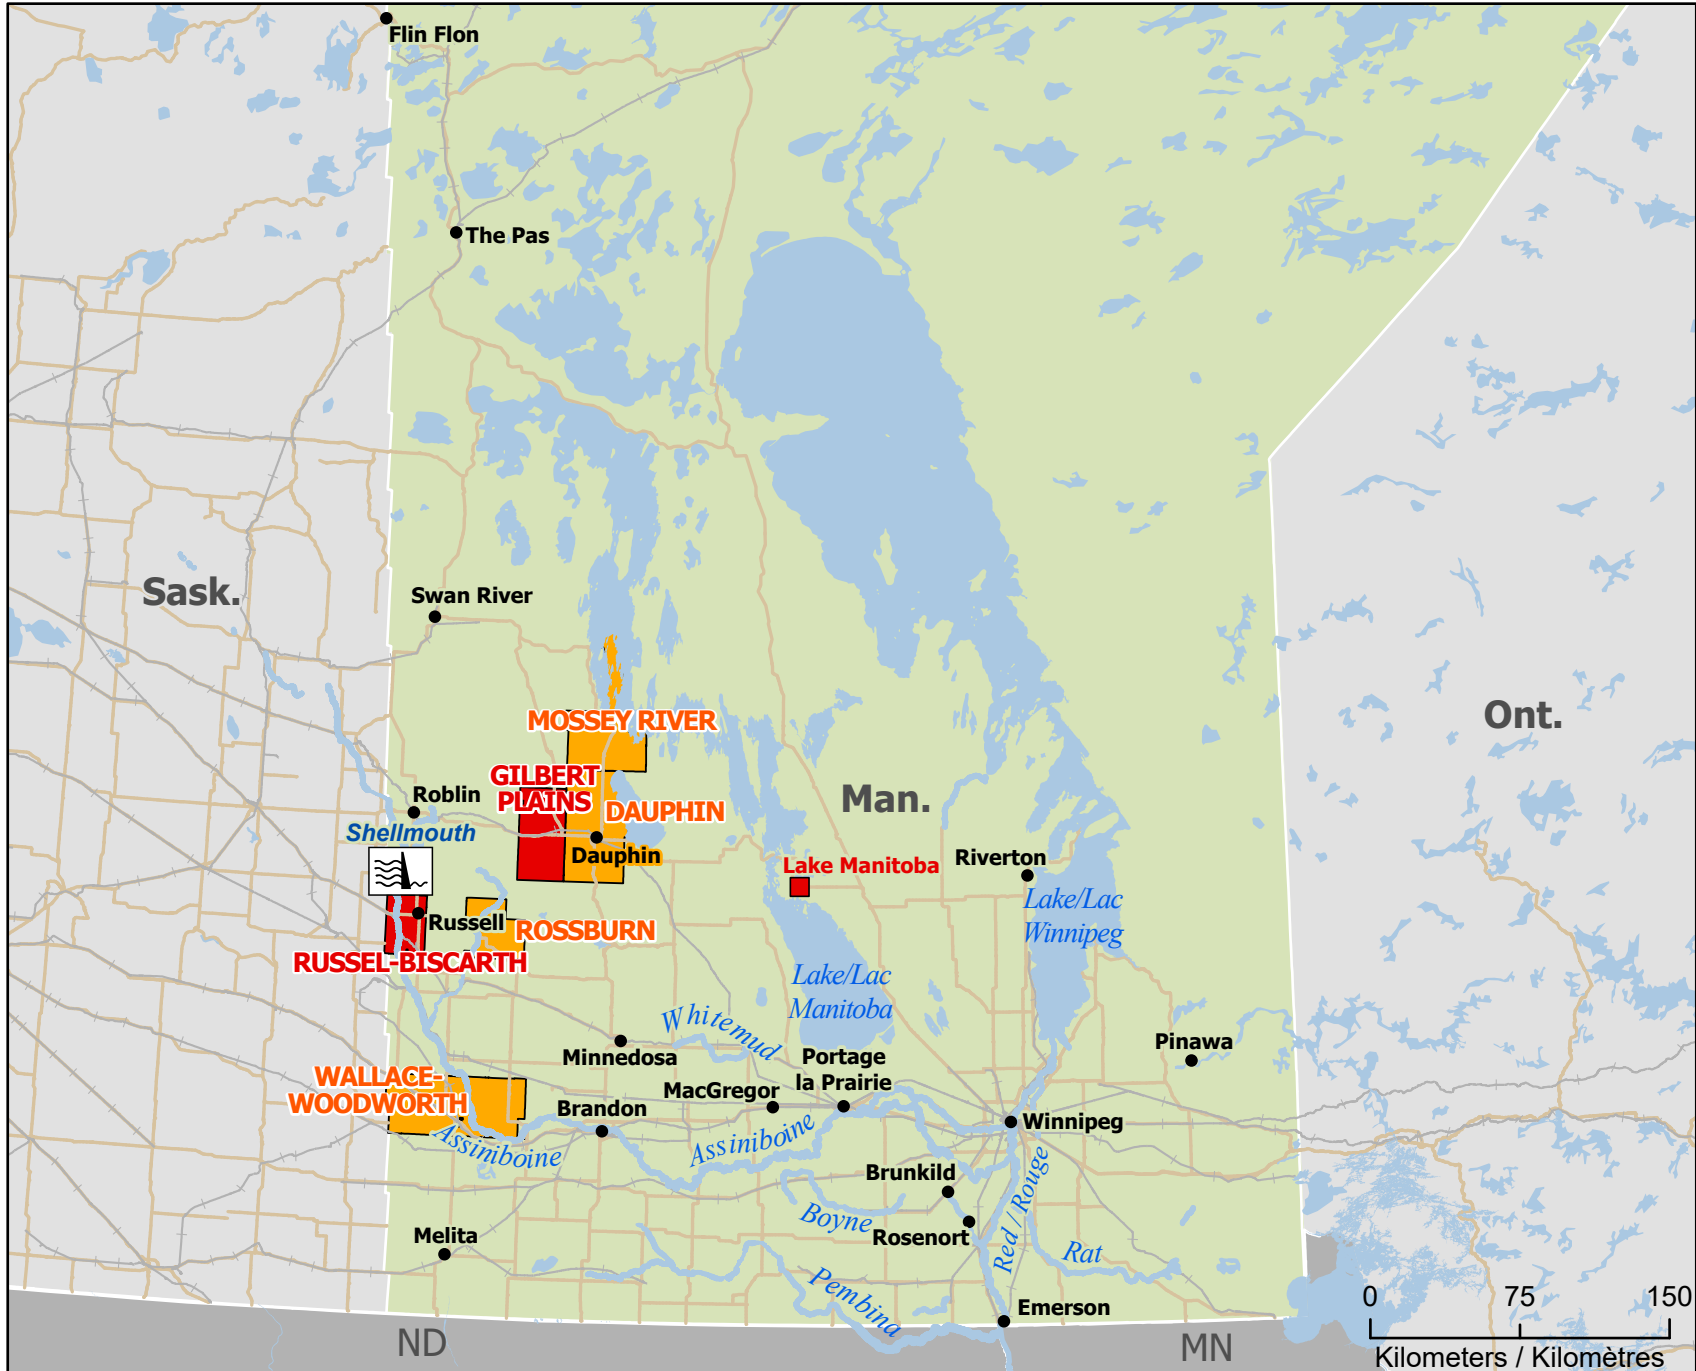 Flin Flon
The Pas
Sask.
Swan River
MOSSEY RIVER
Ont.
GILBERT
PLAINS
Roblin
DAUPHIN
Man.
Shellmouth
Dauphin
Lake Manitoba
Riverton
Lake/Lac
Winnipeg
Russell
ROSSBURN
RUSSEL-BISCARTH
Lake/Lac
Manitoba
Whitemud
Minnedosa
Portage
la Prairie
Pinawa
WALLACE-
WOODWORTH
MacGregor
Brandon
Winnipeg
Assiniboine
Assiniboine
Brunkild
Red / Rouge
Boyne
Rosenort
Melita
Rat
Pembina
Emerson
ND
MN
0 75 150
Kilometers / Kilomètres